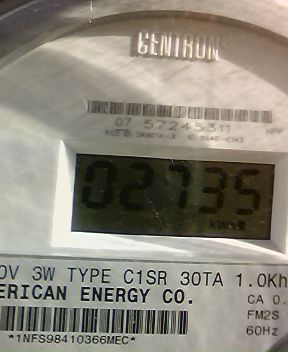 CENTRON
07 57245311
02735
0V 3W TYPE C1SR 30TA 1.0Kh
ERICAN ENERGY CO.
CA 0.
FM2S
60Hz
*1NFS98410366MEC*